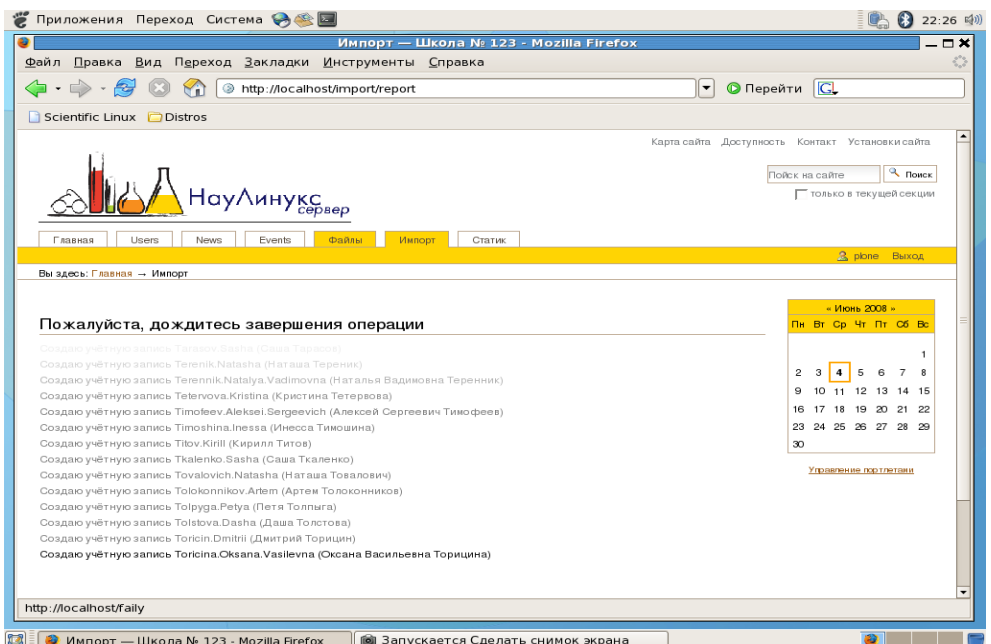 Приложения Переход Система 22:26
Импорт — Школа № 123 - Mozilla Firefox
Файл Правка Вид Переход Закладки Инструменты Справка
http://localhost/import/report Перейти G
Scientific Linux Distros
Карта сайта Доступность Контакт Установки сайта
Пойск на сайте Поиск
только в текущей секции
НауЛинукс
сервер
Главная Users News Events Файлы Импорт Статик
plone Выход
Вы здесь: Главная → Импорт
Пожалуйста, дождитесь завершения операции
Создаю учётную запись Tarasov.Sasha (Саша Тарасов)
Создаю учётную запись Terenik.Natasha (Наташа Тереник)
Создаю учётную запись Terennik.Natalya.Vadimovna (Наталья Вадимовна Теренник)
Создаю учётную запись Tetervova.Kristina (Кристина Тетервова)
Создаю учётную запись Timofeev.Aleksei.Sergeevich (Алексей Сергеевич Тимофеев)
Создаю учётную запись Timoshina.Inessa (Инесса Тимошина)
Создаю учётную запись Titov.Kirill (Кирилл Титов)
Создаю учётную запись Tkalenko.Sasha (Саша Ткаленко)
Создаю учётную запись Tovalovich.Natasha (Наташа Товалович)
Создаю учётную запись Tolokonnikov.Artem (Артем Толоконников)
Создаю учётную запись Tolpyga.Petya (Петя Толпыга)
Создаю учётную запись Tolstova.Dasha (Даша Толстова)
Создаю учётную запись Toricin.Dmitrii (Дмитрий Торицин)
Создаю учётную запись Toricina.Oksana.Vasilevna (Оксана Васильевна Торицина)
« Июнь 2008 »
Пн Вт Ср Чт Пт Сб Вс
1
2 3 4 5 6 7 8
9 10 11 12 13 14 15
16 17 18 19 20 21 22
23 24 25 26 27 28 29
30
Управление портлетами
http://localhost/faily
Импорт — Школа № 123 - Mozilla Firefox Запускается Сделать снимок экрана